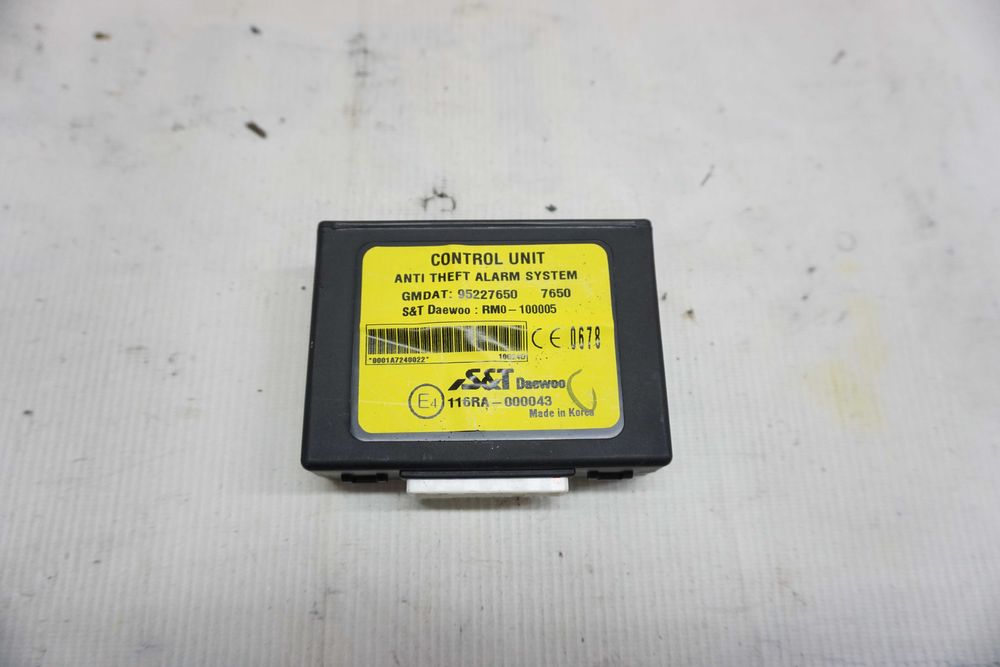 CONTROL UNIT
ANTI THEFT ALARM SYSTEM
GMDAT: 95227650 7650
S&T Daewoo : RM0-100005
"0001A7240022"
CE 0678
S&T Daewoo
E4 116RA-000043
Made in Korea